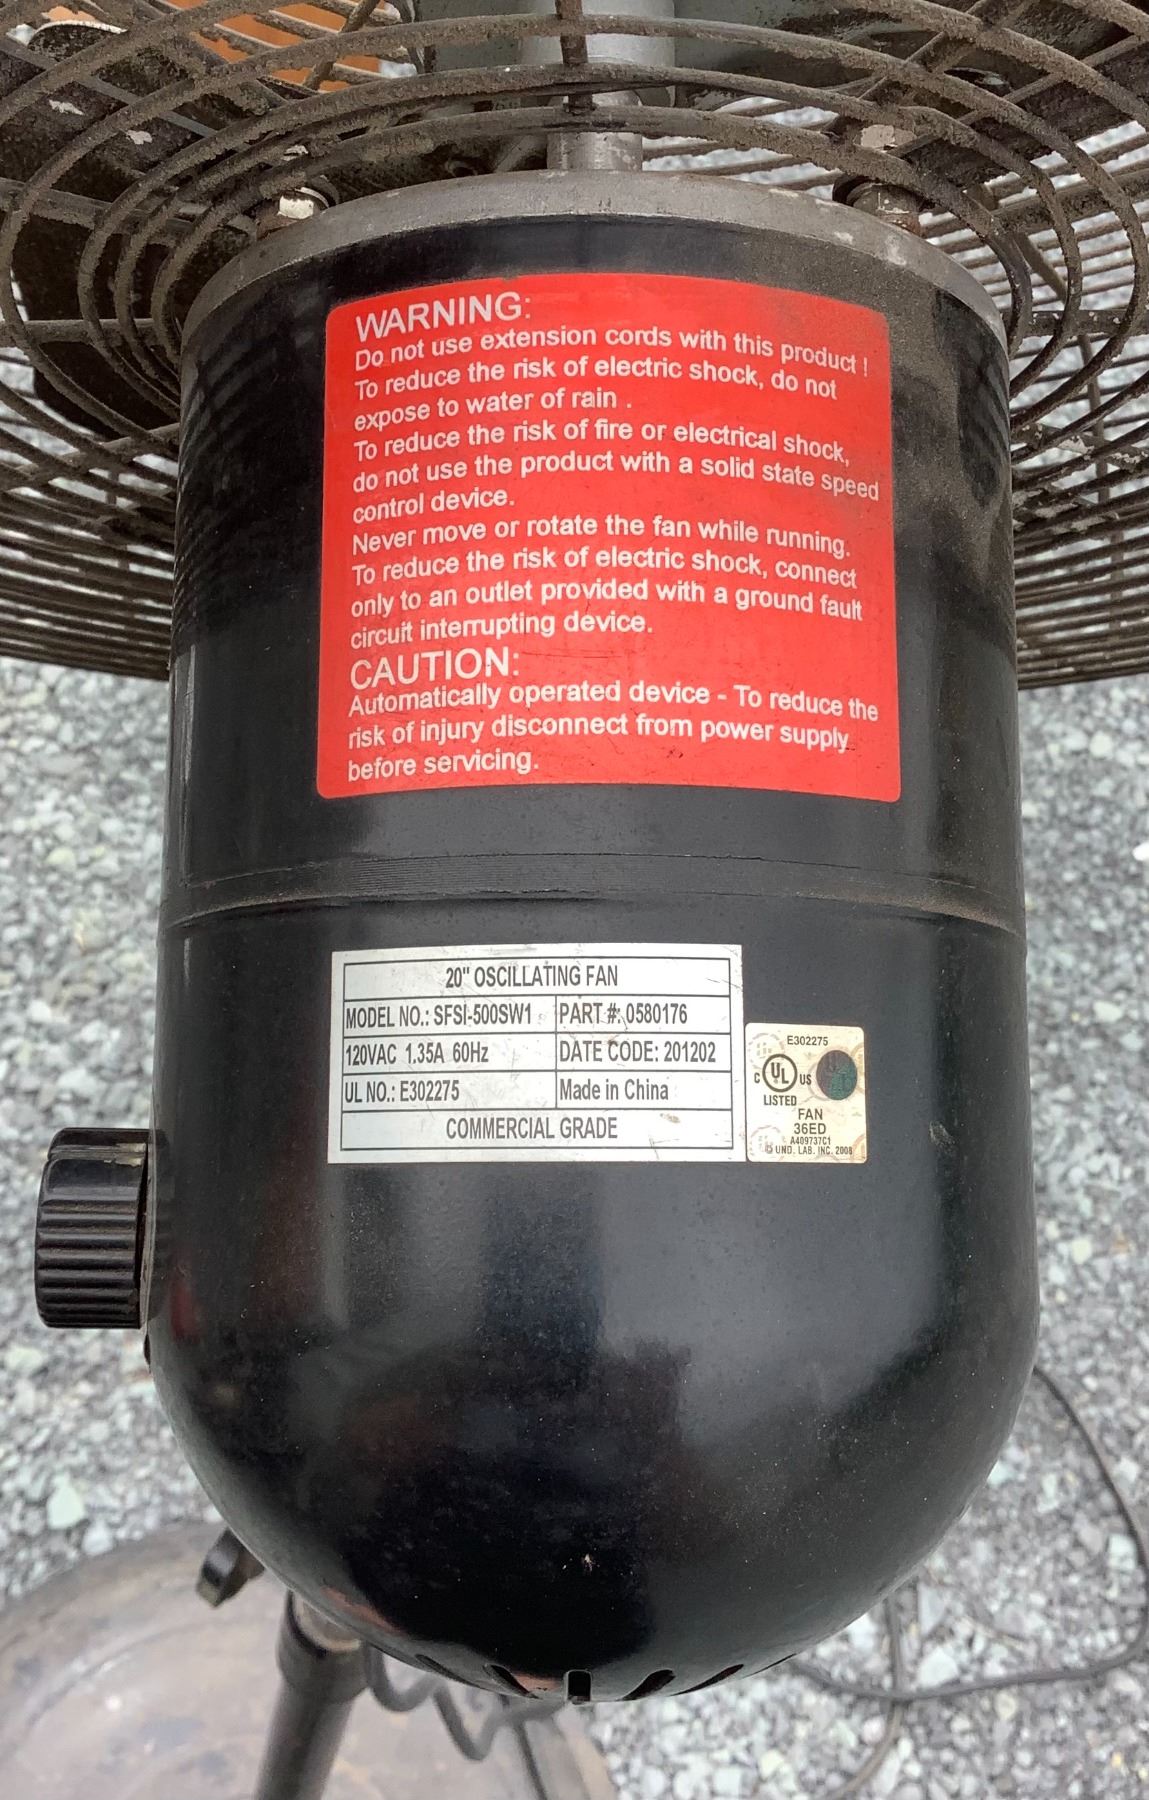 WARNING:
Do not use extension cords with this product !
To reduce the risk of electric shock, do not
expose to water of rain .
To reduce the risk of fire or electrical shock,
do not use the product with a solid state speed
control device.
Never move or rotate the fan while running.
To reduce the risk of electric shock, connect
only to an outlet provided with a ground fault
circuit interrupting device.
CAUTION:
Automatically operated device - To reduce the
risk of injury disconnect from power supply
before servicing.
20" OSCILLATING FAN
MODEL NO.: SFSI-500SW1 PART #: 0580176
120VAC 1.35A 60Hz DATE CODE: 201202
UL NO.: E302275 Made in China
COMMERCIAL GRADE
E302275
C UL US
LISTED
FAN
36ED
A409737C1
UND. LAB. INC. 2008